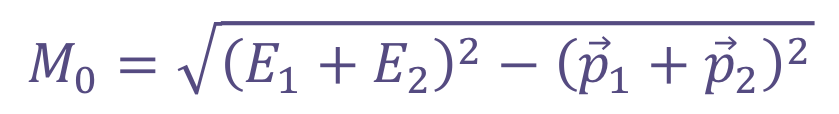 M₀ = √(E₁ + E₂)² − (p⃗₁ + p⃗₂)²